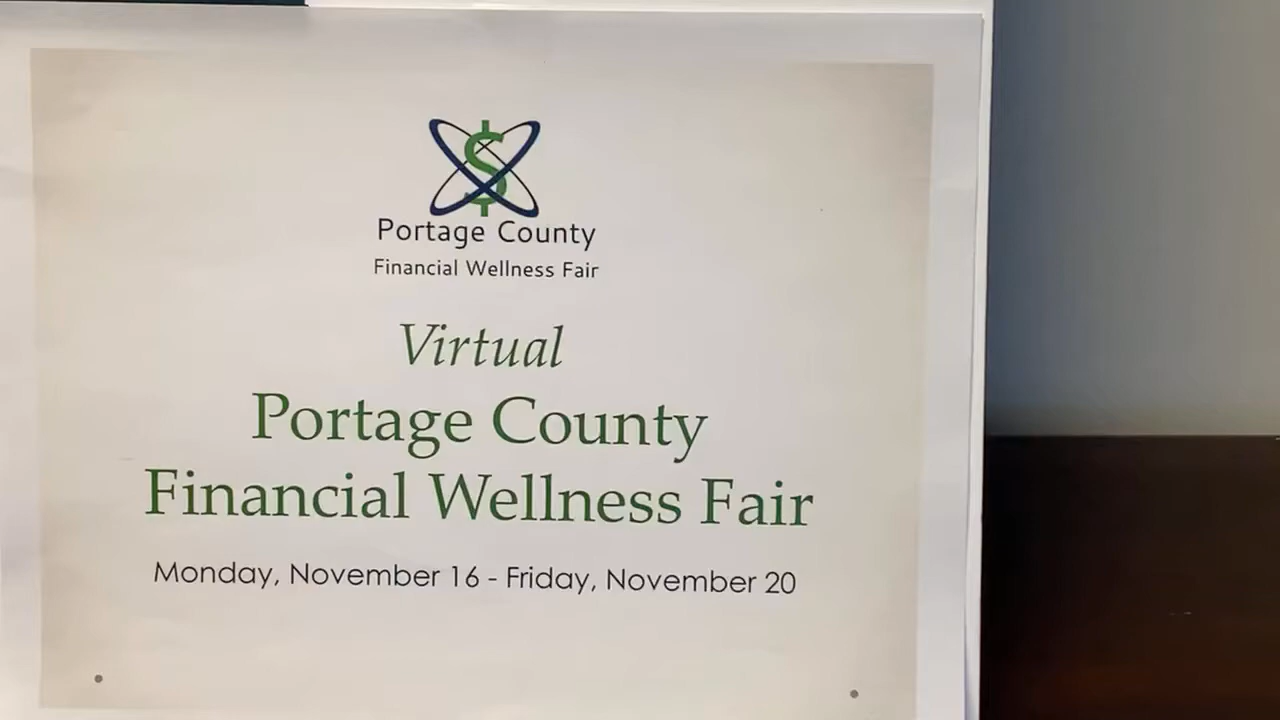 $
Portage County
Financial Wellness Fair
Virtual
Portage County
Financial Wellness Fair
Monday, November 16 - Friday, November 20